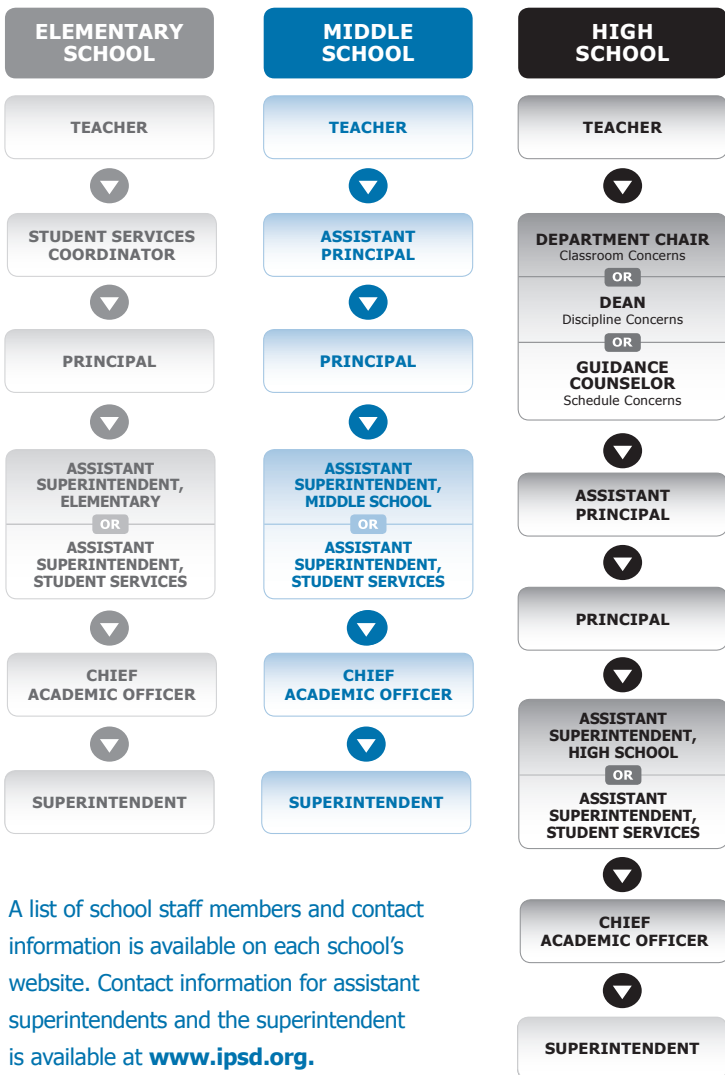 ELEMENTARY
SCHOOL
TEACHER
STUDENT SERVICES
COORDINATOR
PRINCIPAL
ASSISTANT
SUPERINTENDENT,
ELEMENTARY
OR
ASSISTANT
SUPERINTENDENT,
STUDENT SERVICES
CHIEF
ACADEMIC OFFICER
SUPERINTENDENT
MIDDLE
SCHOOL
TEACHER
ASSISTANT
PRINCIPAL
PRINCIPAL
ASSISTANT
SUPERINTENDENT,
MIDDLE SCHOOL
OR
ASSISTANT
SUPERINTENDENT,
STUDENT SERVICES
CHIEF
ACADEMIC OFFICER
SUPERINTENDENT
HIGH
SCHOOL
TEACHER
DEPARTMENT CHAIR
Classroom Concerns
OR
DEAN
Discipline Concerns
OR
GUIDANCE
COUNSELOR
Schedule Concerns
ASSISTANT
PRINCIPAL
PRINCIPAL
ASSISTANT
SUPERINTENDENT,
HIGH SCHOOL
OR
ASSISTANT
SUPERINTENDENT,
STUDENT SERVICES
CHIEF
ACADEMIC OFFICER
SUPERINTENDENT
A list of school staff members and contact
information is available on each school's
website. Contact information for assistant
superintendents and the superintendent
is available at www.ipsd.org.